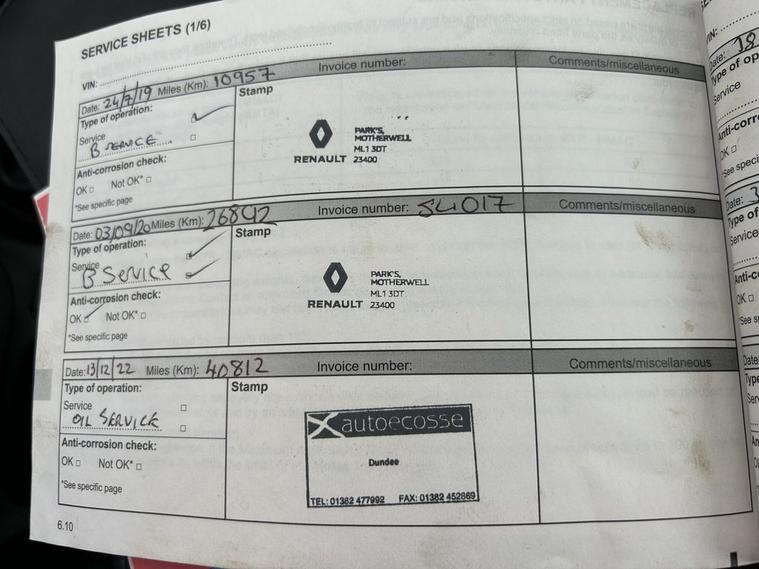 SERVICE SHEETS (1/6)
VIN:
Date: 24/7/19 Miles (Km): 10957 Invoice number: Comments/miscellaneous
Type of operation:
Stamp
Service
B SERVICE
PARK'S,
MOTHERWELL
ML1 3DT
RENAULT 23400
Anti-corrosion check:
OK Not OK*
*See specific page
Date: 03/09/20 Miles (Km): 26842 Invoice number: 54017 Comments/miscellaneous
Type of operation:
Stamp
Service
B Service
PARK'S,
MOTHERWELL
ML1 3DT
RENAULT 23400
Anti-corrosion check:
OK Not OK*
*See specific page
Date: 13/12/22 Miles (Km): 40812 Invoice number: Comments/miscellaneous
Type of operation:
Stamp
Service
OIL SERVICE
autoecosse
Dundee
TEL: 01382 477992 FAX: 01382 452869
Anti-corrosion check:
OK Not OK*
*See specific page
6.10
VIN:
Date: 18
Type of op
Service
Anti-corr
OK
*See speci
Date: 3
Type of
Service
Anti-c
OK
*See s
Date
Type
Serv